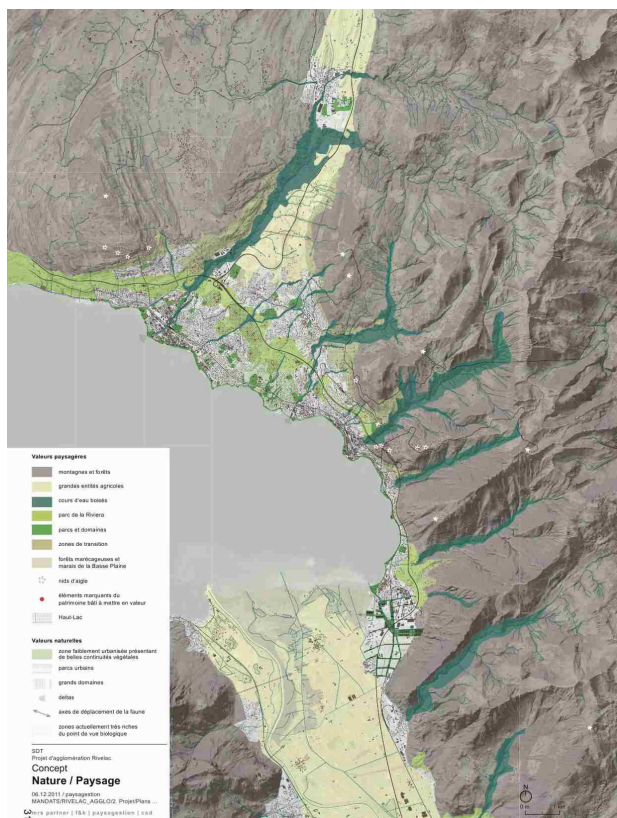 Valeurs paysagères
montagnes et forêts
grandes entités agricoles
cours d'eau boisés
parc de la Riviera
parcs et domaines
zones de transition
forêts marécageuses et
marais de la Basse Plaine
nids d'aigle
éléments marquants du
patrimoine bâti à mettre en valeur
Haut-Lac
Valeurs naturelles
zone faiblement urbanisée présentant
de belles continuités végétales
parcs urbains
grands domaines
deltas
axes de déplacement de la faune
zones actuellement très riches
du point de vue biologique
SDT
Projet d'agglomération Rivelac
Concept
Nature / Paysage
06.12.2011 / paysagestion
MANDATS/RIVELAC_AGGLO/2. Projet/Plans ...
partner | f&k | paysagestion | csd
N
1 km